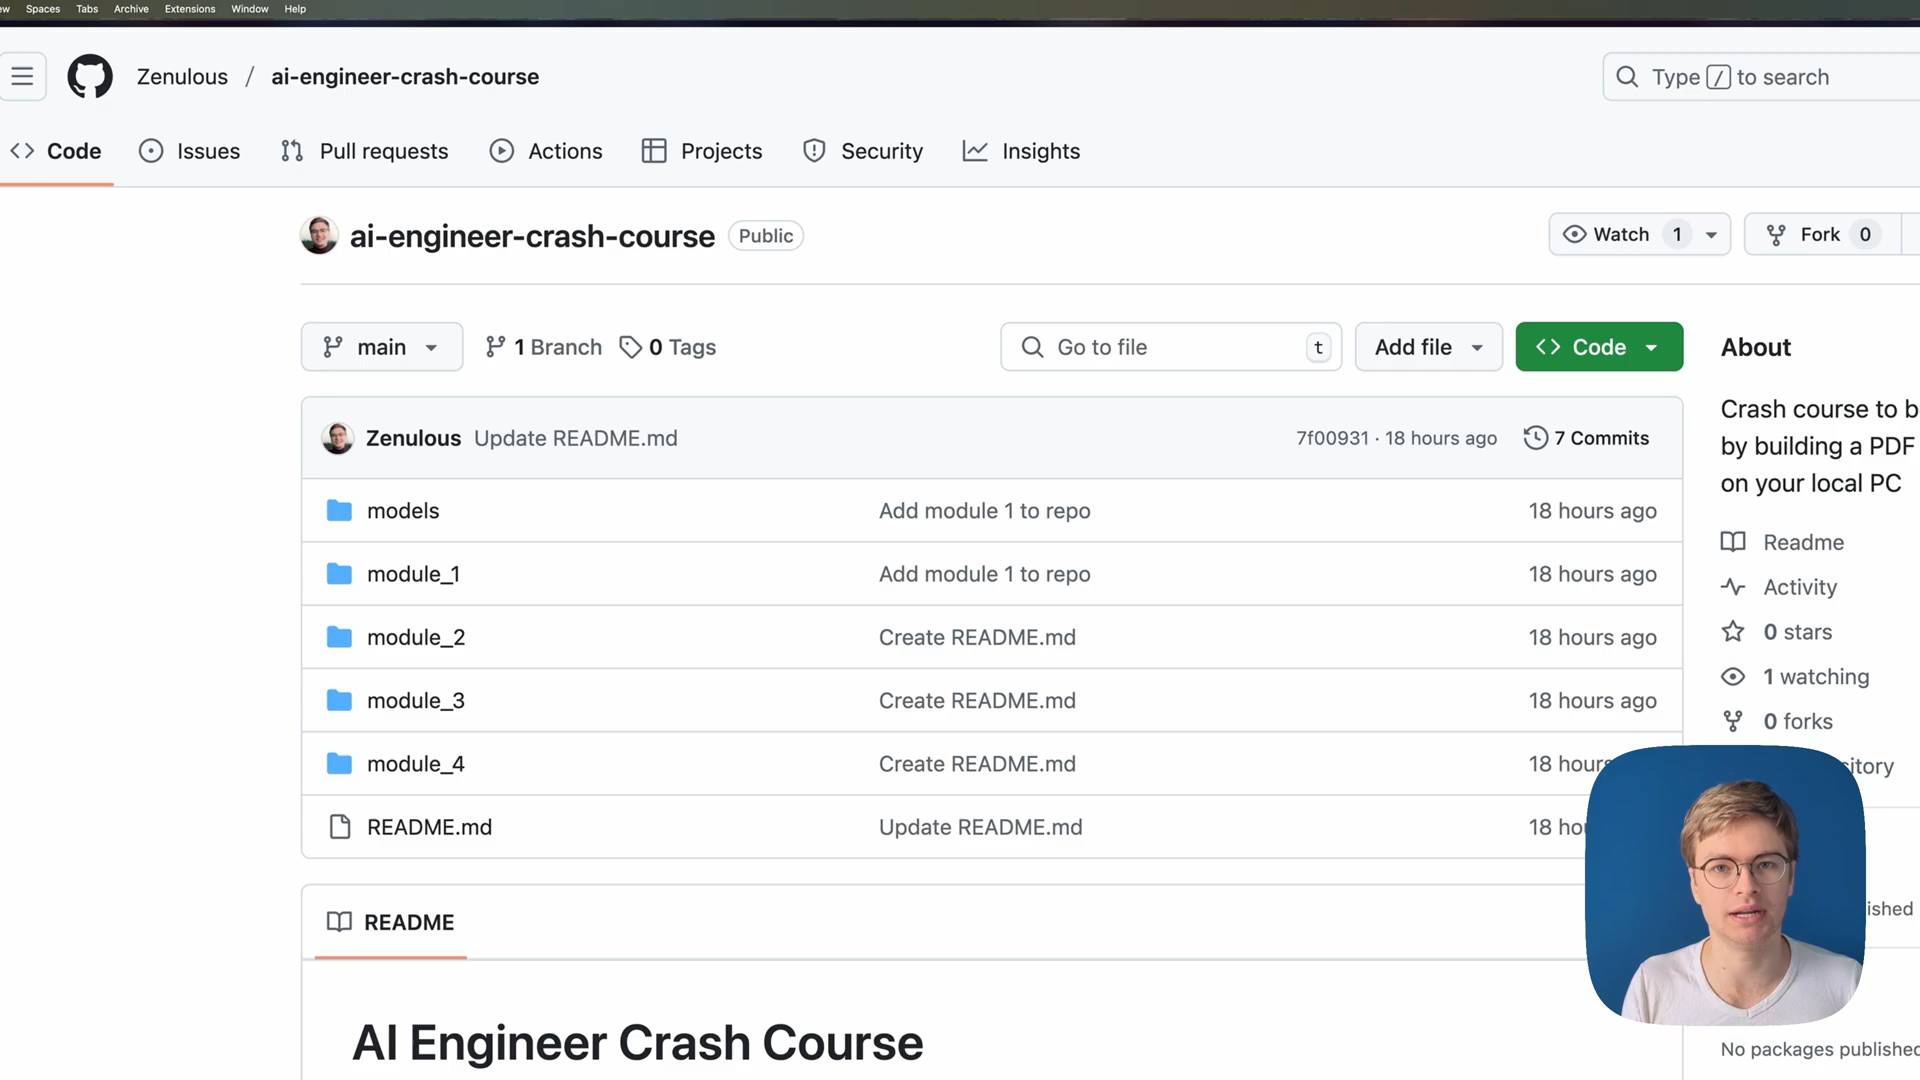 Spaces Tabs Archive Extensions Window Help
Zenulous / ai-engineer-crash-course
Type / to search
Code Issues Pull requests Actions Projects Security Insights
ai-engineer-crash-course Public
Watch 1 Fork 0
main 1 Branch 0 Tags
Go to file t Add file Code
About
Zenulous Update README.md 7f00931 · 18 hours ago 7 Commits
models Add module 1 to repo 18 hours ago
module_1 Add module 1 to repo 18 hours ago
module_2 Create README.md 18 hours ago
module_3 Create README.md 18 hours ago
module_4 Create README.md 18 hours
README.md Update README.md 18
Crash course to
by building a PDF
on your local PC
Readme
Activity
0 stars
1 watching
0 forks
README
AI Engineer Crash Course
No packages published